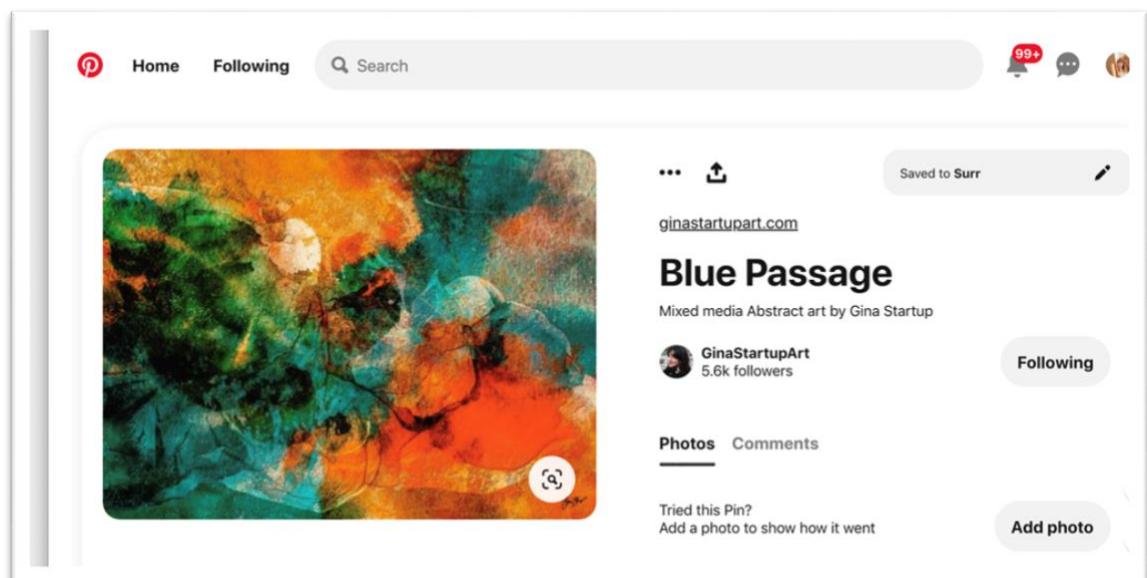 Home Following Search 99+
Saved to Surr
ginastartupart.com
Blue Passage
Mixed media Abstract art by Gina Startup
GinaStartupArt
5.6k followers
Following
Photos Comments
Tried this Pin?
Add a photo to show how it went
Add photo